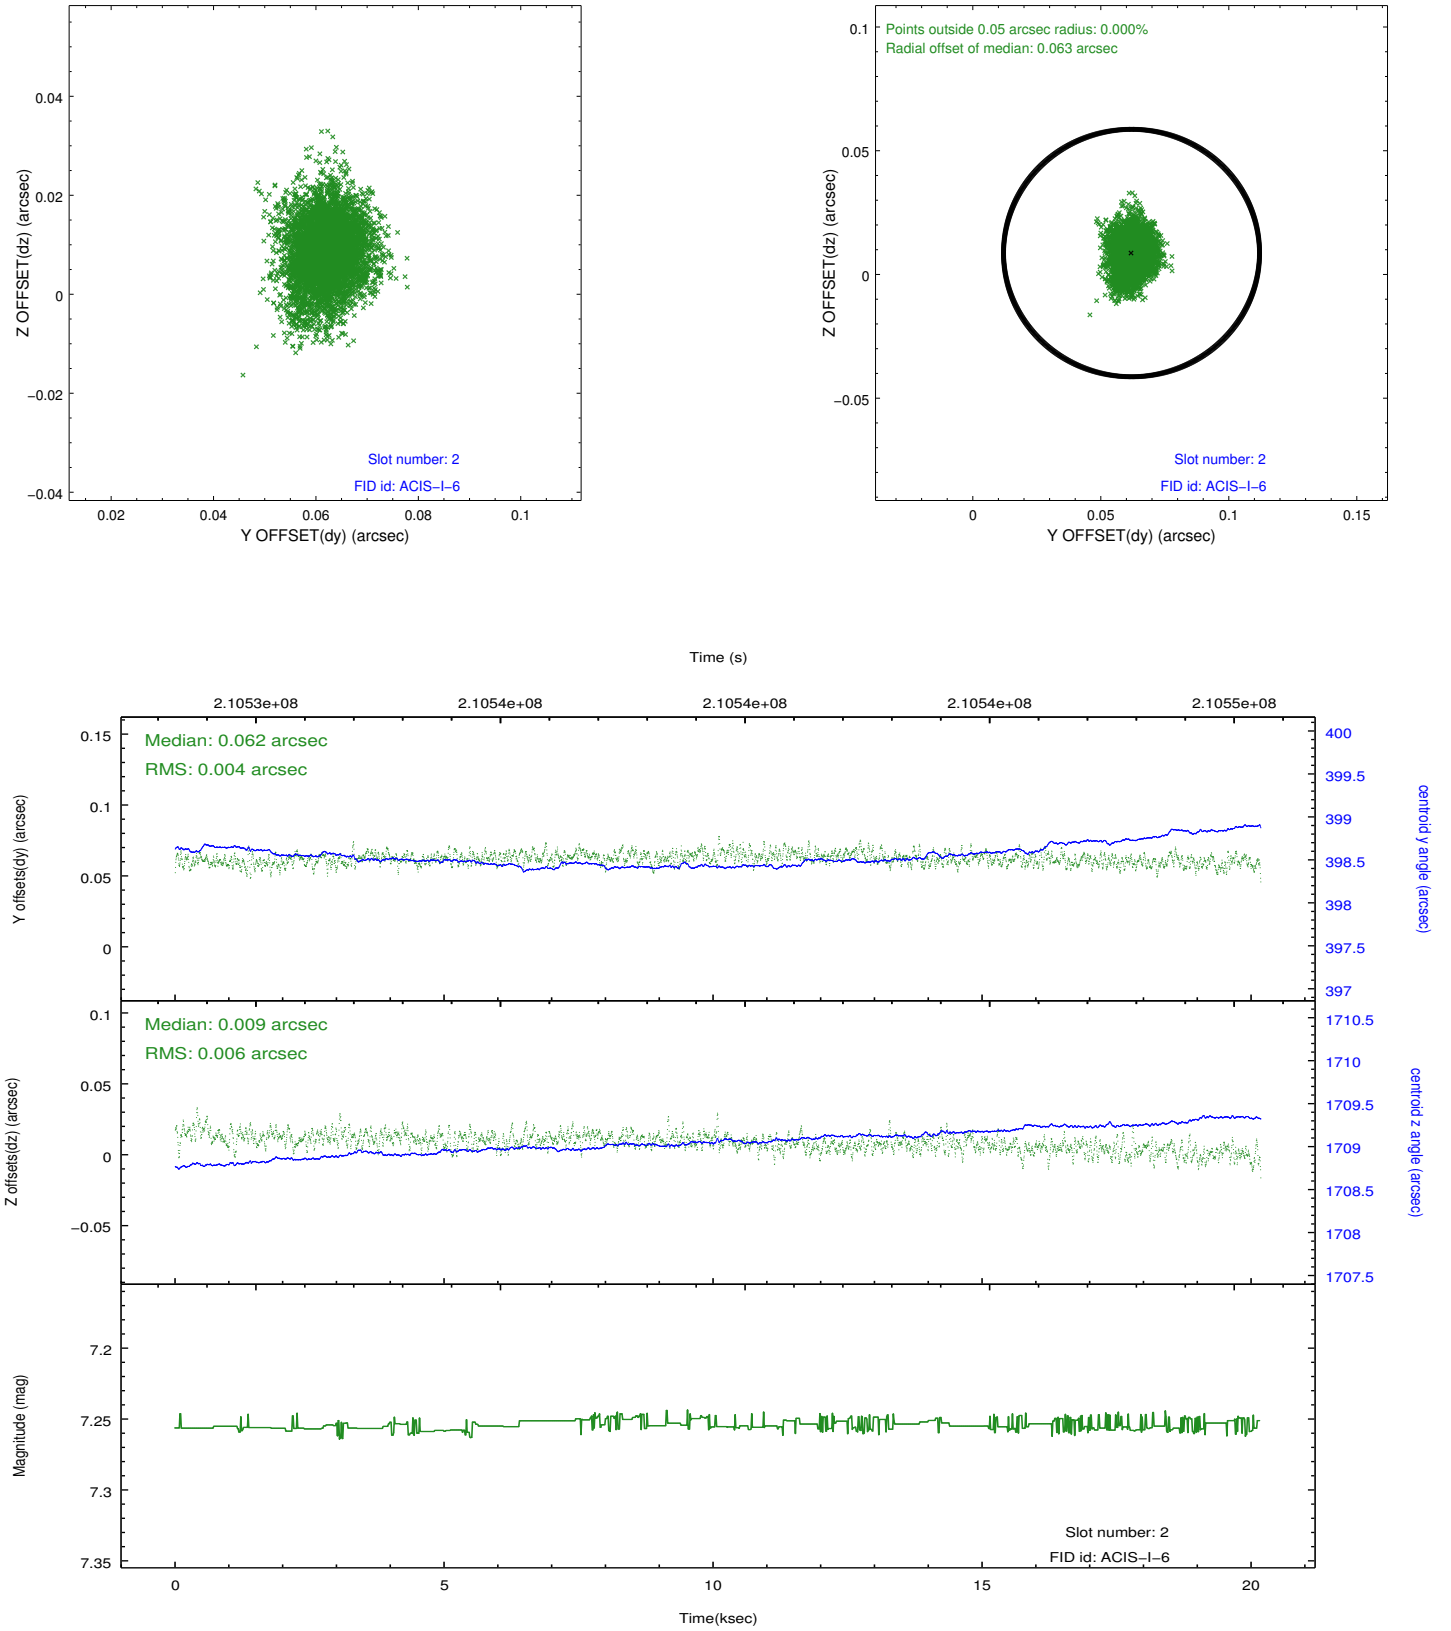 0.04
0.02
0
−0.02
−0.04
Z OFFSET(dz) (arcsec)
Slot number: 2
FID id: ACIS−I−6
0.02
0.04
0.06
0.08
0.1
Y OFFSET(dy) (arcsec)
Points outside 0.05 arcsec radius: 0.000%
Radial offset of median: 0.063 arcsec
0.1
0.05
0
−0.05
Z OFFSET(dz) (arcsec)
Slot number: 2
FID id: ACIS−I−6
0
0.05
0.1
0.15
Y OFFSET(dy) (arcsec)
Time (s)
2.1053e+08
2.1054e+08
2.1054e+08
2.1054e+08
2.1055e+08
Median: 0.062 arcsec
RMS: 0.004 arcsec
0.15
0.1
0.05
0
Y offsets(dy) (arcsec)
400
399.5
399
398.5
398
397.5
397
centroid y angle (arcsec)
Median: 0.009 arcsec
RMS: 0.006 arcsec
0.1
0.05
0
−0.05
Z offsets(dz) (arcsec)
1710.5
1710
1709.5
1709
1708.5
1708
1707.5
centroid z angle (arcsec)
7.2
7.25
7.3
7.35
Magnitude (mag)
Slot number: 2
FID id: ACIS−I−6
0
5
10
15
20
Time(ksec)